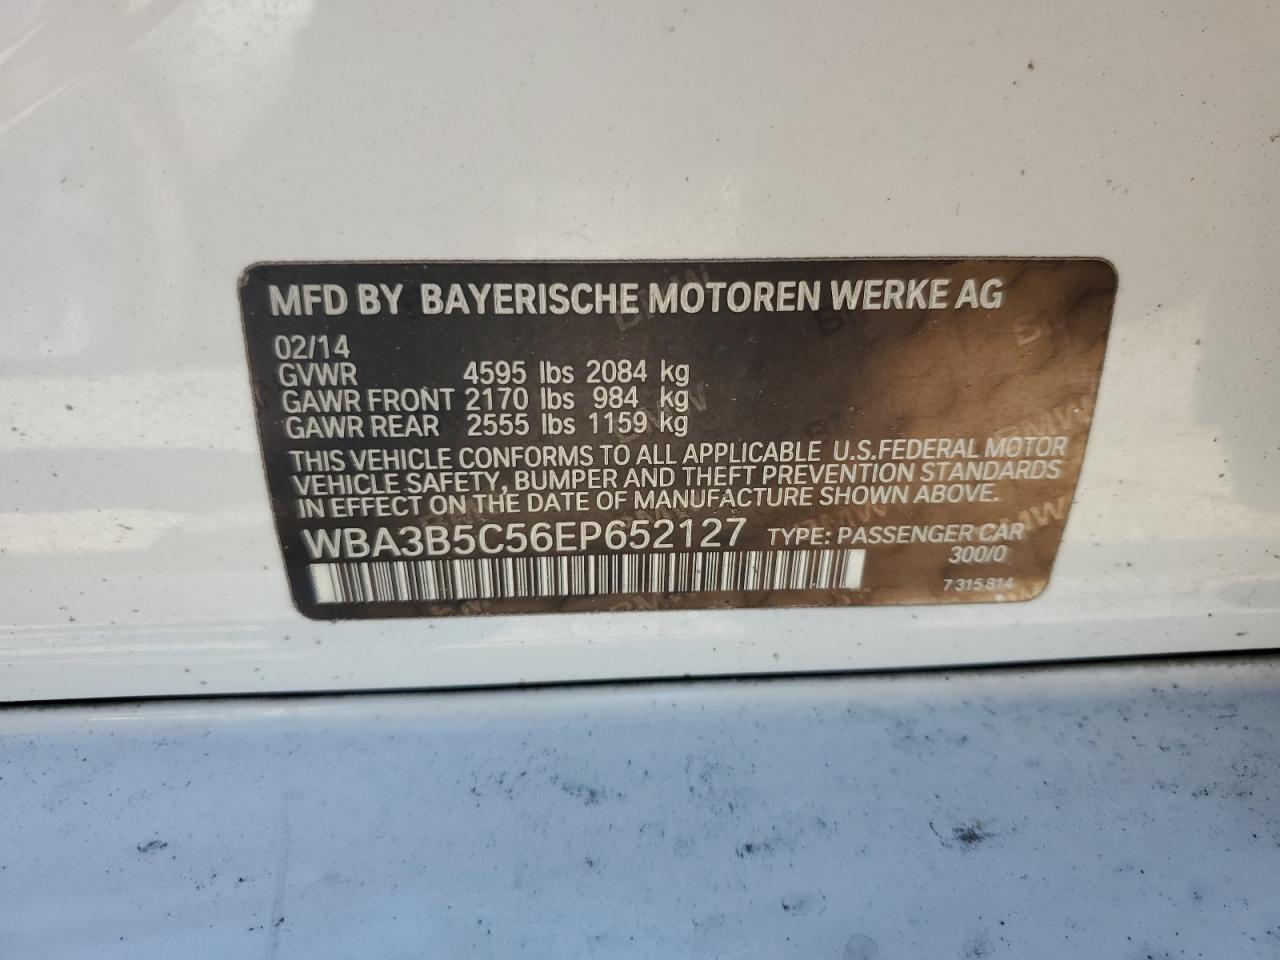 MFD BY BAYERISCHE MOTOREN WERKE AG
02/14
GVWR 4595 lbs 2084 kg
GAWR FRONT 2170 lbs 984 kg
GAWR REAR 2555 lbs 1159 kg
THIS VEHICLE CONFORMS TO ALL APPLICABLE U.S.FEDERAL MOTOR
VEHICLE SAFETY, BUMPER AND THEFT PREVENTION STANDARDS
IN EFFECT ON THE DATE OF MANUFACTURE SHOWN ABOVE.
WBA3B5C56EP652127 TYPE: PASSENGER CAR
300/0
7 315 814